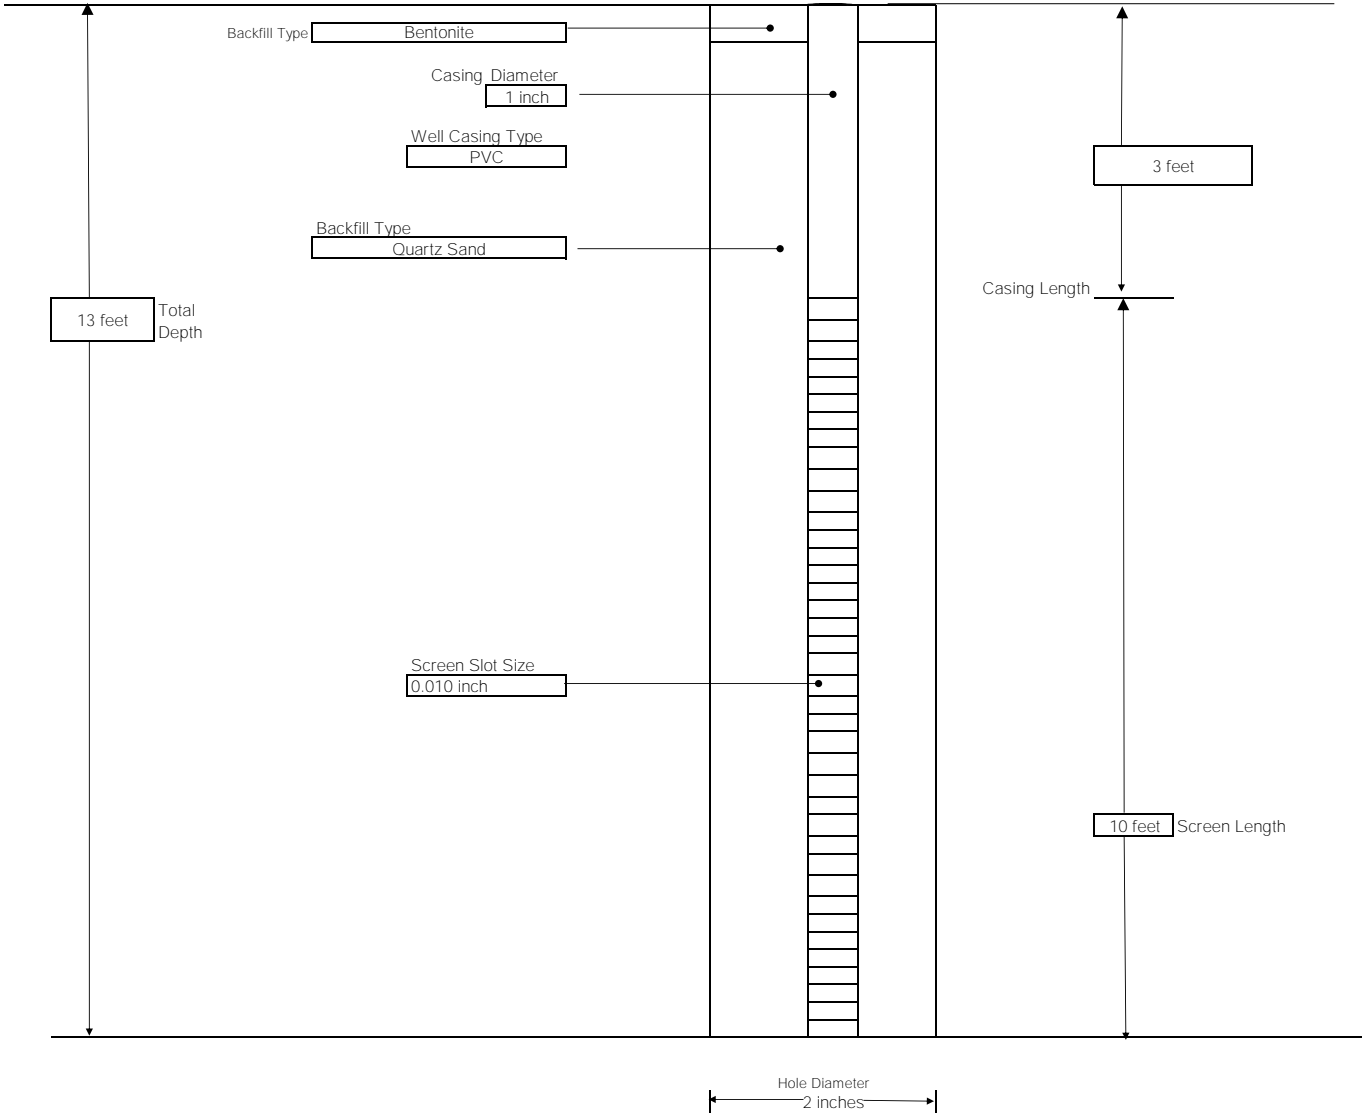 Backfill Type
Bentonite
Casing Diameter
1 inch
Well Casing Type
PVC
3 feet
Backfill Type
Quartz Sand
Casing Length
13 feet
Total
Depth
Screen Slot Size
0.010 inch
10 feet
Screen Length
Hole Diameter
2 inches